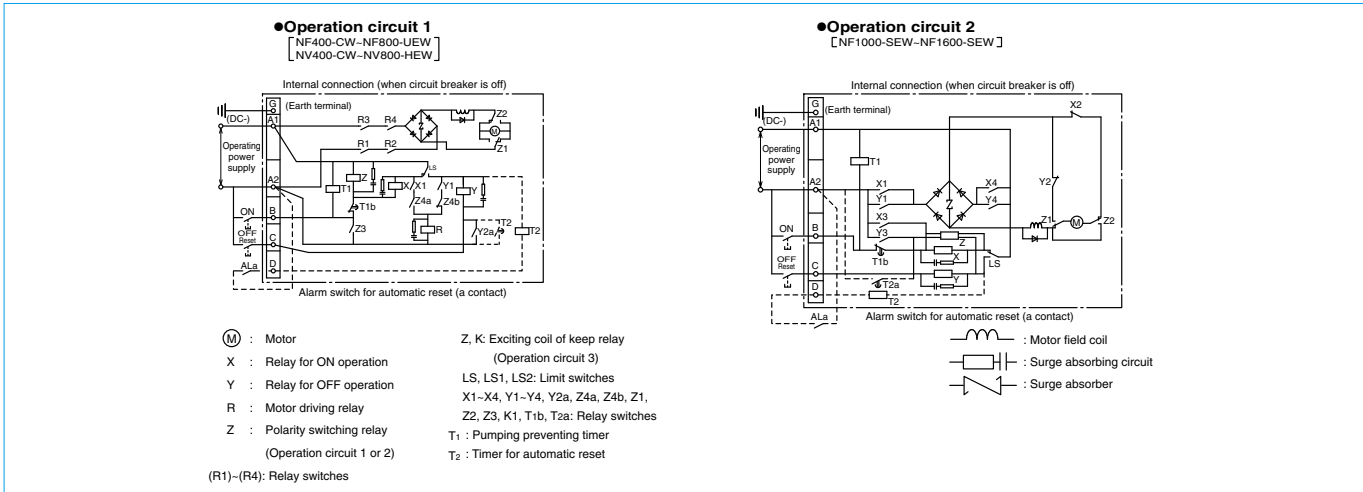 ●Operation circuit 1
NF400-CW~NF800-UEW
NV400-CW~NV800-HEW
Internal connection (when circuit breaker is off)
G
(Earth terminal)
(DC-)
A1
R3
R4
Z2
Z
M
Z1
R1
R2
Operating
power
supply
LS
A2
T1
Z
X
X1
Y1
Y
T1b
Z4a
Z4b
ON
B
Z3
R
Y2a
T2
T2
OFF
Reset
C
ALa
D
Alarm switch for automatic reset (a contact)
●Operation circuit 2
[NF1000-SEW~NF1600-SEW]
Internal connection (when circuit breaker is off)
G
(Earth terminal)
X2
(DC-)
A1
Operating
power
supply
T1
A2
X1
Y1
Z
X4
Y4
Y2
X3
Y3
Z1
M
Z2
ON
B
T1b
Z
X
LS
OFF
Reset
C
Y
T2a
D
T2
ALa
Alarm switch for automatic reset (a contact)
M : Motor
X : Relay for ON operation
Y : Relay for OFF operation
R : Motor driving relay
Z : Polarity switching relay
(Operation circuit 1 or 2)
(R1)~(R4): Relay switches
Z, K: Exciting coil of keep relay
(Operation circuit 3)
LS, LS1, LS2: Limit switches
X1~X4, Y1~Y4, Y2a, Z4a, Z4b, Z1,
Z2, Z3, K1, T1b, T2a: Relay switches
T1 : Pumping preventing timer
T2 : Timer for automatic reset
: Motor field coil
: Surge absorbing circuit
: Surge absorber